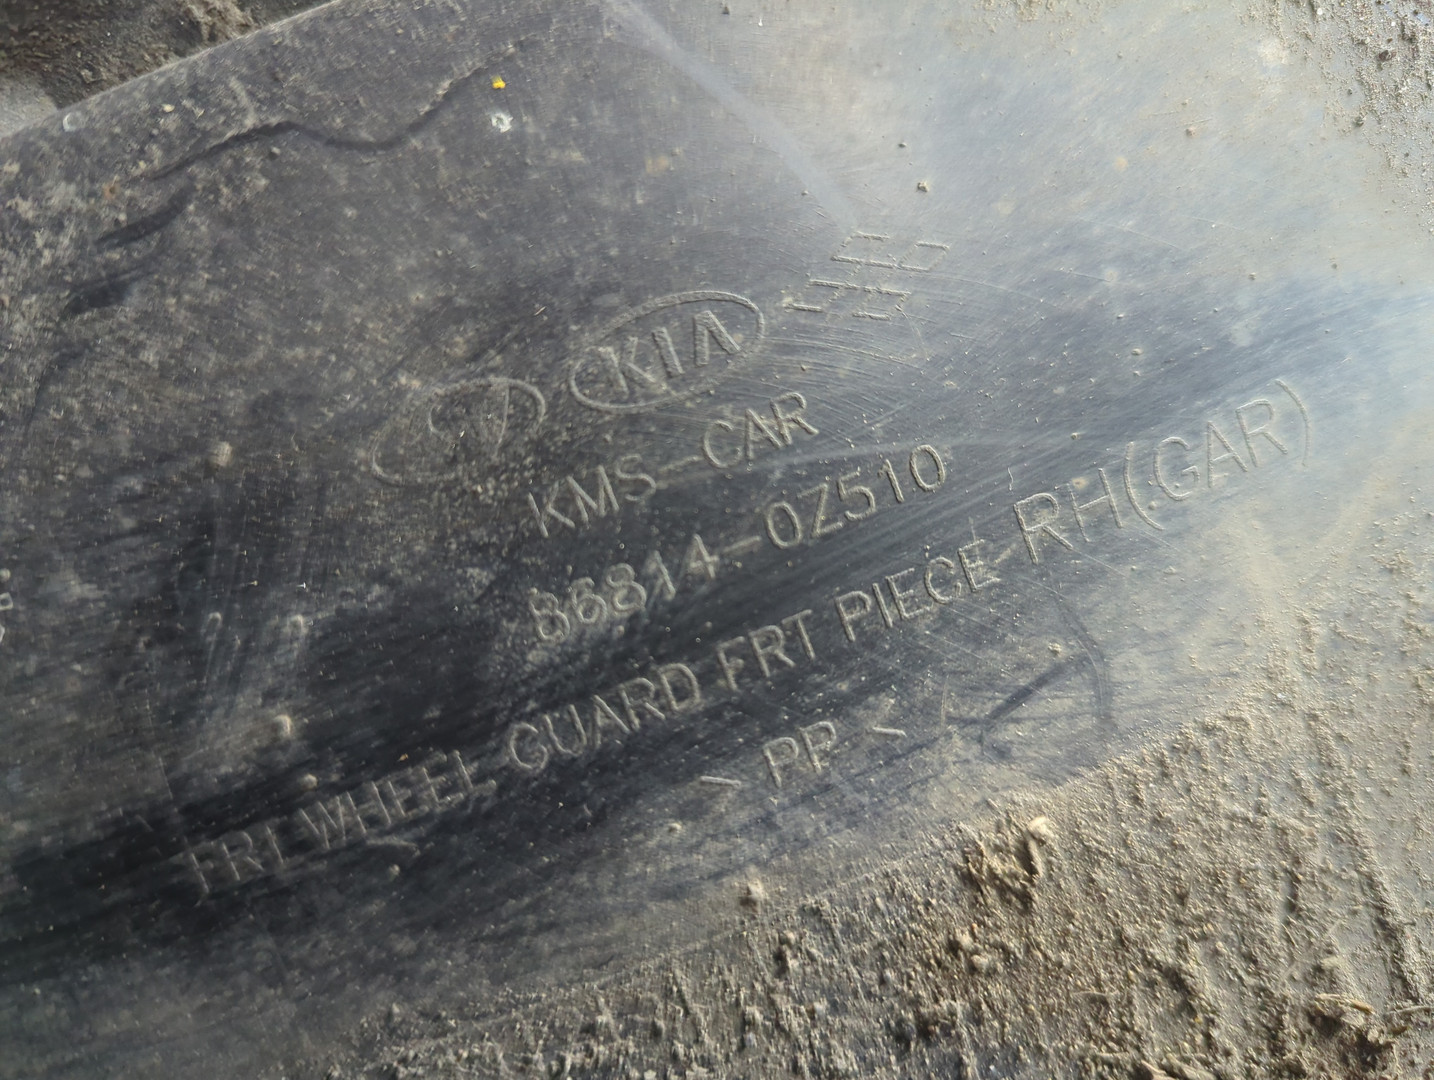 KIA
KMS-CAR
86814-0Z510
FRT WHEEL GUARD FRT PIECE-RH(GAR)
> PP <